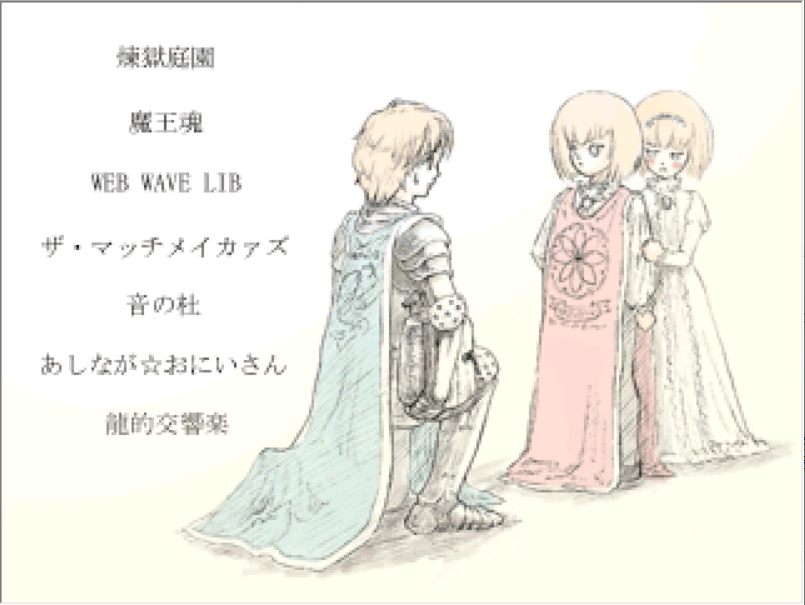 煉獄庭園
魔王魂
WEB WAVE LIB
ザ・マッチメイカァズ
音の杜
あしなが☆おにいさん
龍的交響楽